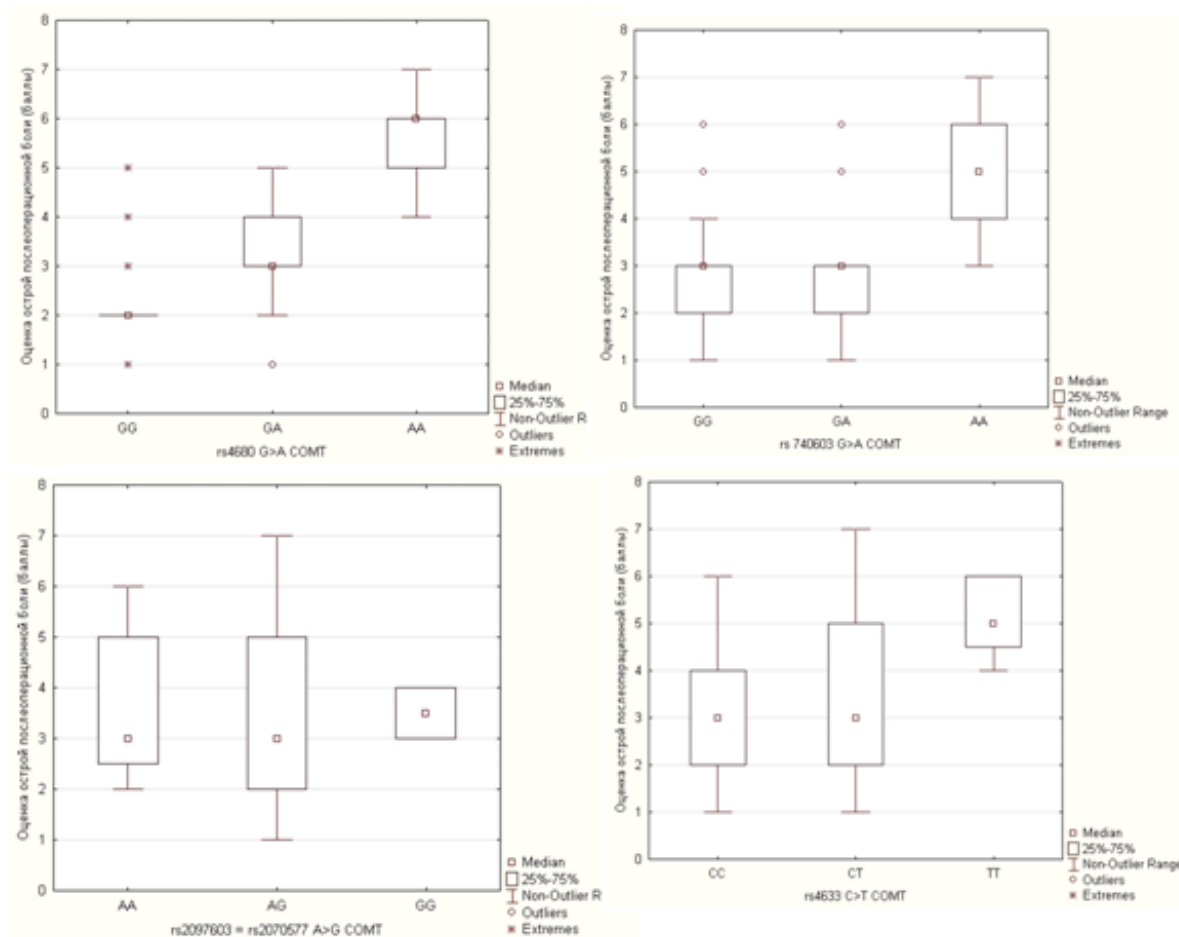 Оценка острой послеоперационной боли (баллы)
8
7
6
5
4
3
2
1
0
GG
GA
AA
rs4680 G>A COMT
Median
25%-75%
Non-Outlier R
Outliers
Extremes
Оценка острой послеоперационной боли (баллы)
8
7
6
5
4
3
2
1
0
GG
GA
AA
rs 740603 G>A COMT
Median
25%-75%
Non-Outlier Range
Outliers
Extremes
Оценка острой послеоперационной боли (баллы)
8
7
6
5
4
3
2
1
0
AA
AG
GG
rs2097603 = rs2070577 A>G COMT
Median
25%-75%
Non-Outlier R
Outliers
Extremes
Оценка острой послеоперационной боли (баллы)
8
7
6
5
4
3
2
1
0
CC
CT
TT
rs4633 C>T COMT
Median
25%-75%
Non-Outlier Range
Outliers
Extremes